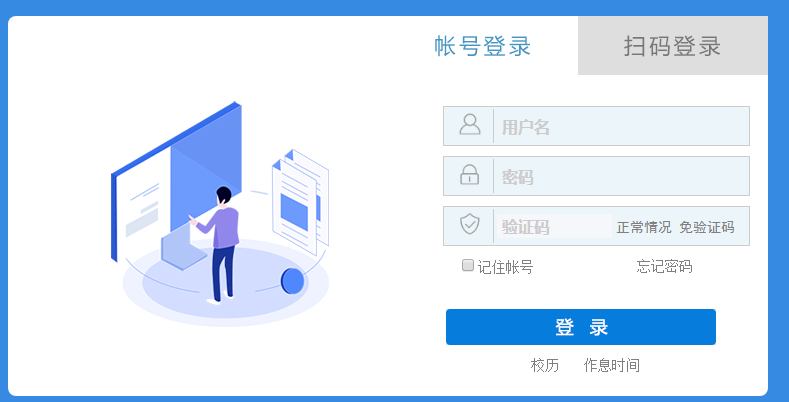 帐号登录 扫码登录
用户名
密码
验证码 正常情况 免验证码
记住帐号 忘记密码
登 录
校历 作息时间